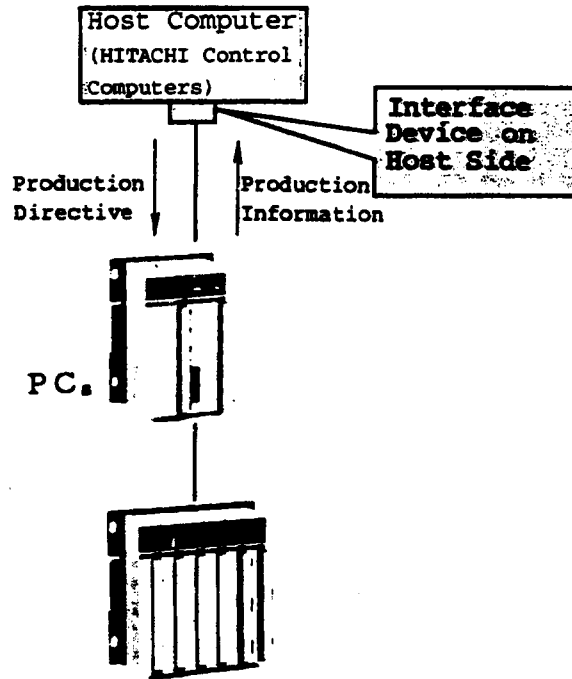 Host Computer
(HITACHI Control
Computers)
Interface
Device on
Host Side
Production
Directive
Production
Information
PCs